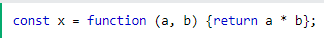 const x = function (a, b) {return a * b};